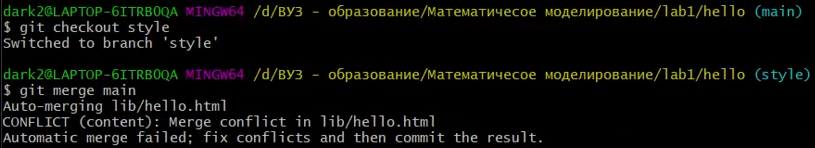 dark2@LAPTOP-6ITRBOQA MINGW64 /d/ВУЗ - образование/Математичесое моделирование/lab1/hello (main)
$ git checkout style
Switched to branch 'style'
dark2@LAPTOP-6ITRBOQA MINGW64 /d/ВУЗ - образование/Математичесое моделирование/lab1/hello (style)
$ git merge main
Auto-merging lib/hello.html
CONFLICT (content): Merge conflict in lib/hello.html
Automatic merge failed; fix conflicts and then commit the result.